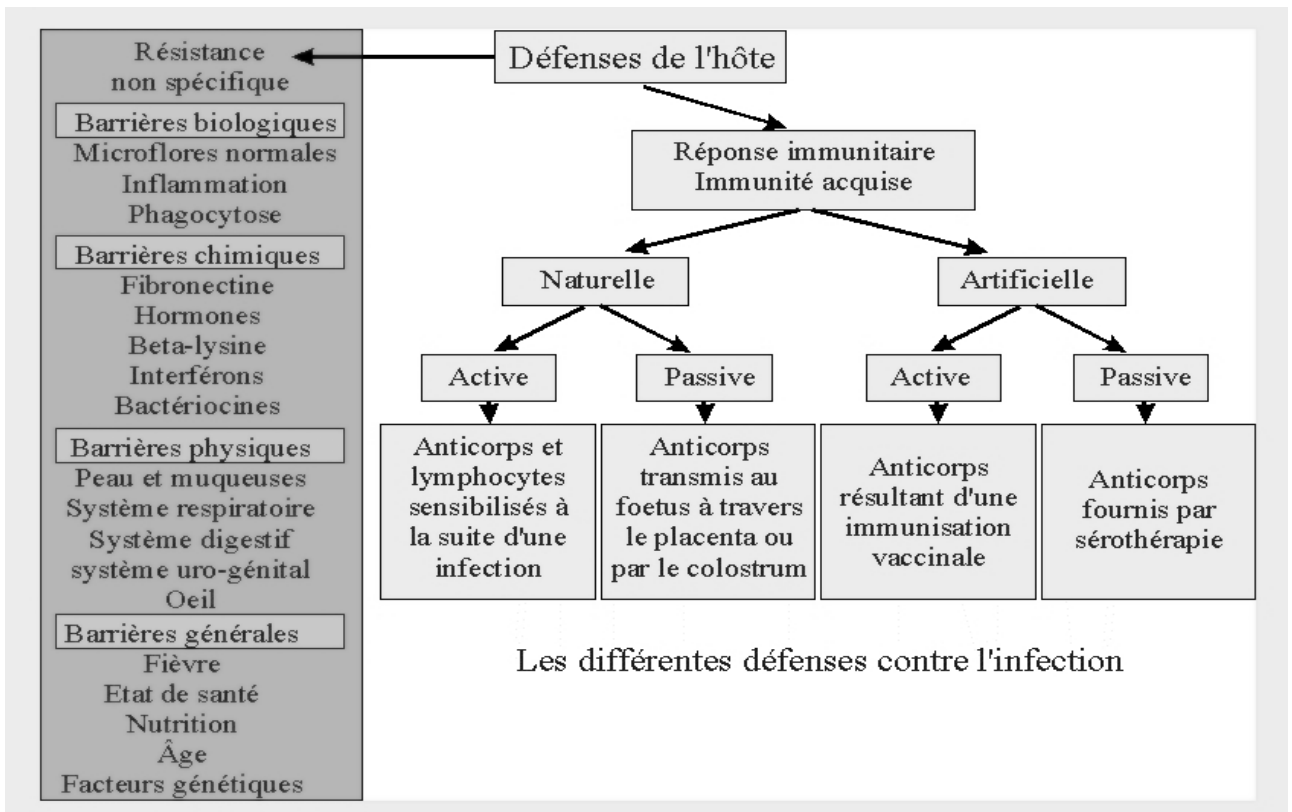 Résistance
non spécifique
Barrières biologiques
Microflores normales
Inflammation
Phagocytose
Barrières chimiques
Fibronectine
Hormones
Beta-lysine
Interférons
Bactériocines
Barrières physiques
Peau et muqueuses
Système respiratoire
Système digestif
système uro-génital
Oeil
Barrières générales
Fièvre
Etat de santé
Nutrition
Âge
Facteurs génétiques
Défenses de l'hôte
Réponse immunitaire
Immunité acquise
Naturelle
Artificielle
Active
Passive
Active
Passive
Anticorps et
lymphocytes
sensibilisés à
la suite d'une
infection
Anticorps
transmis au
foetus à travers
le placenta ou
par le colostrum
Anticorps
résultant d'une
immunisation
vaccinale
Anticorps
fournis par
sérothérapie
Les différentes défenses contre l'infection